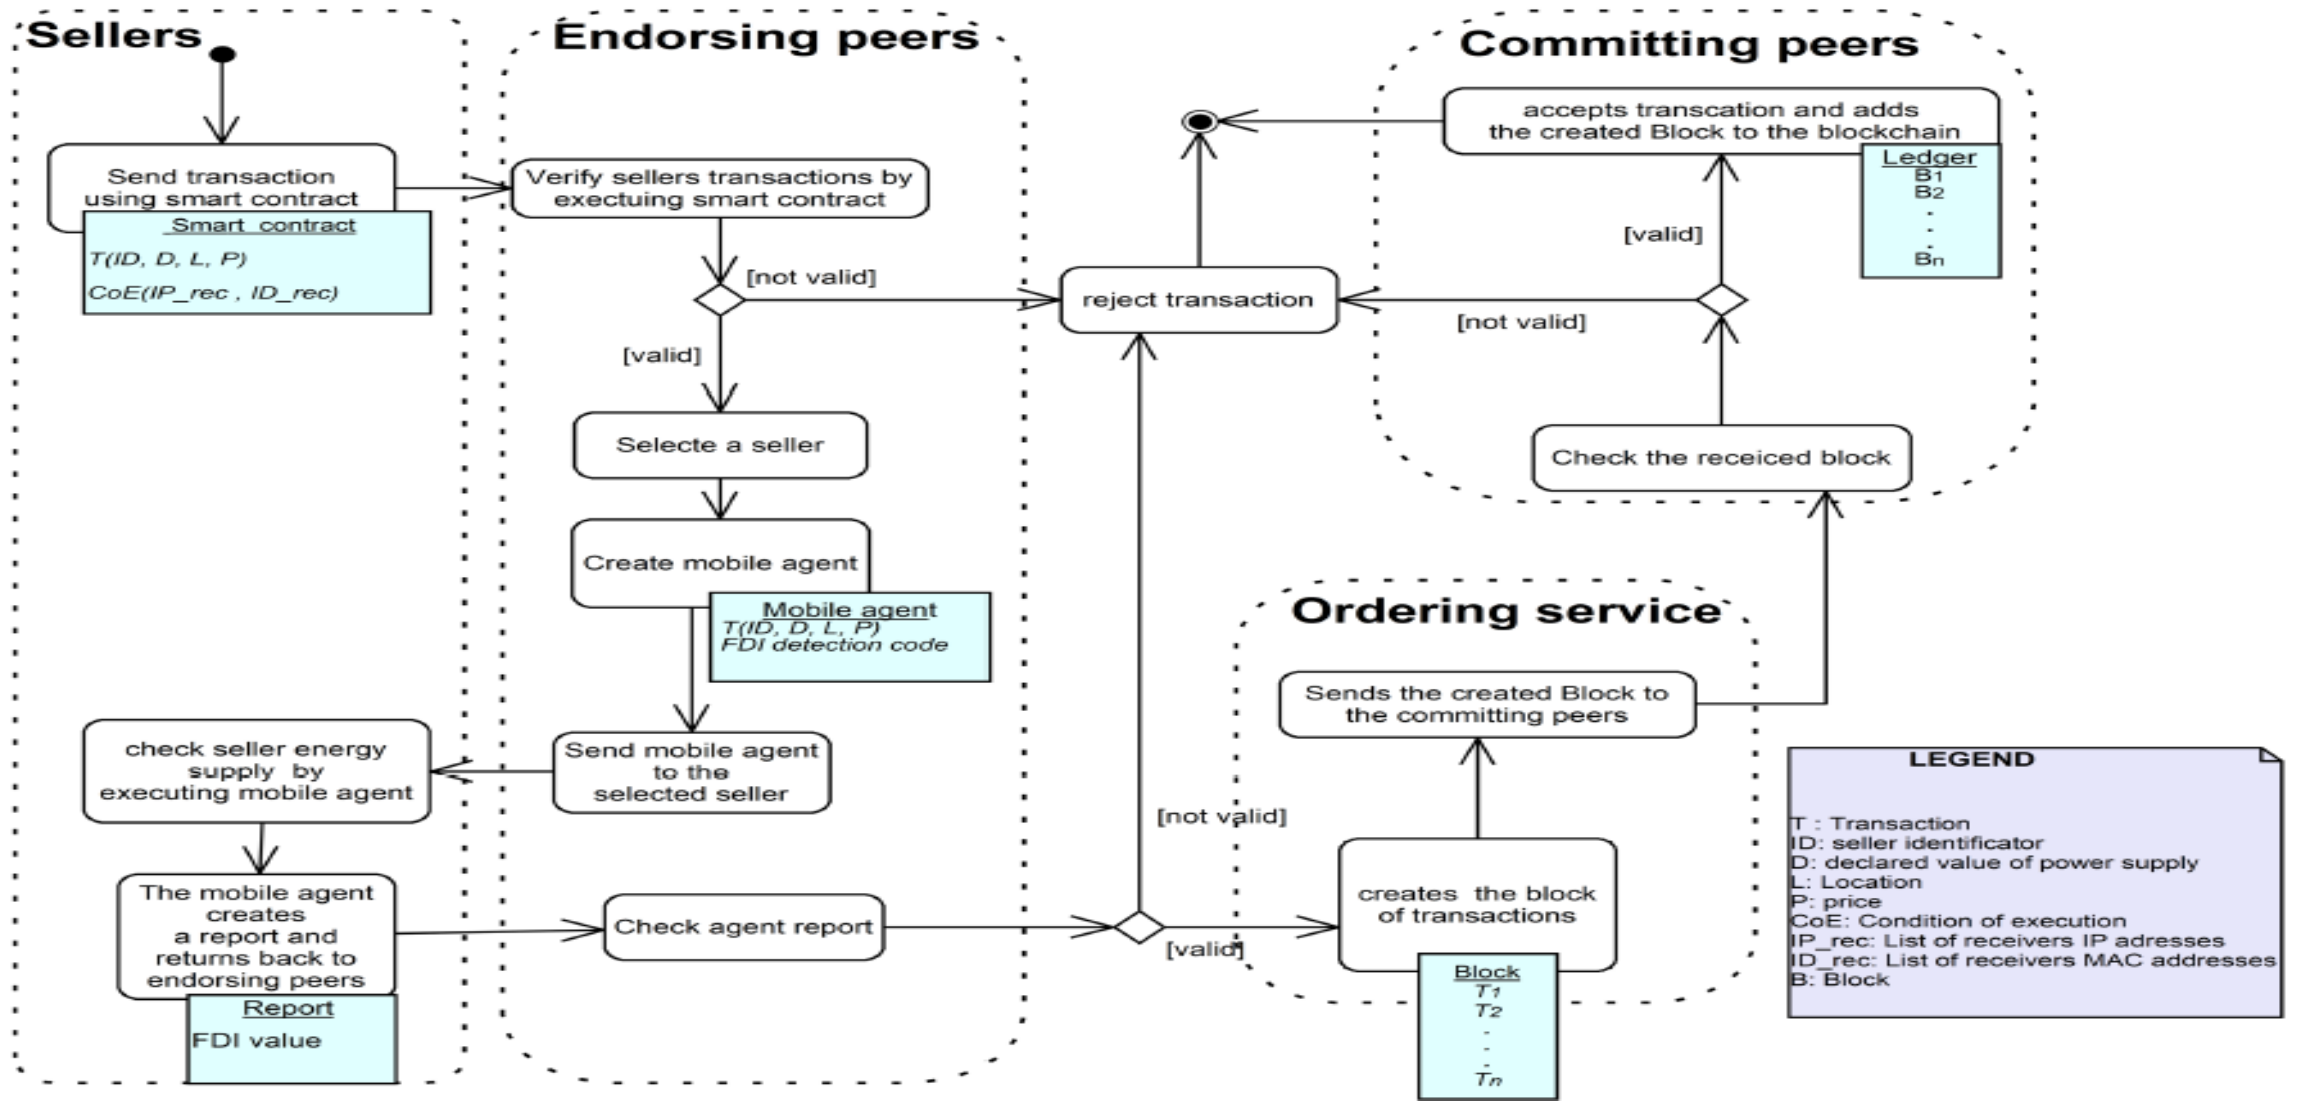 Sellers
Send transaction
using smart contract
Smart contract
T(ID, D, L, P)
CoE(IP_rec , ID_rec)
check seller energy
supply by
executing mobile agent
The mobile agent
creates
a report and
returns back to
endorsing peers
Report
FDI value
Endorsing peers
Verify sellers transactions by
exectuing smart contract
[not valid]
[valid]
Selecte a seller
Create mobile agent
Mobile agent
T(ID, D, L, P)
FDI detection code
Send mobile agent
to the
selected seller
Check agent report
reject transaction
[not valid]
[valid]
Committing peers
accepts transcation and adds
the created Block to the blockchain
Ledger
B1
B2
.
.
.
Bn
[valid]
[not valid]
Check the receiced block
Ordering service
Sends the created Block to
the committing peers
creates the block
of transactions
Block
T1
T2
.
.
.
Tn
LEGEND
T : Transaction
ID: seller identificator
D: declared value of power supply
L: Location
P: price
CoE: Condition of execution
IP_rec: List of receivers IP adresses
ID_rec: List of receivers MAC addresses
B: Block